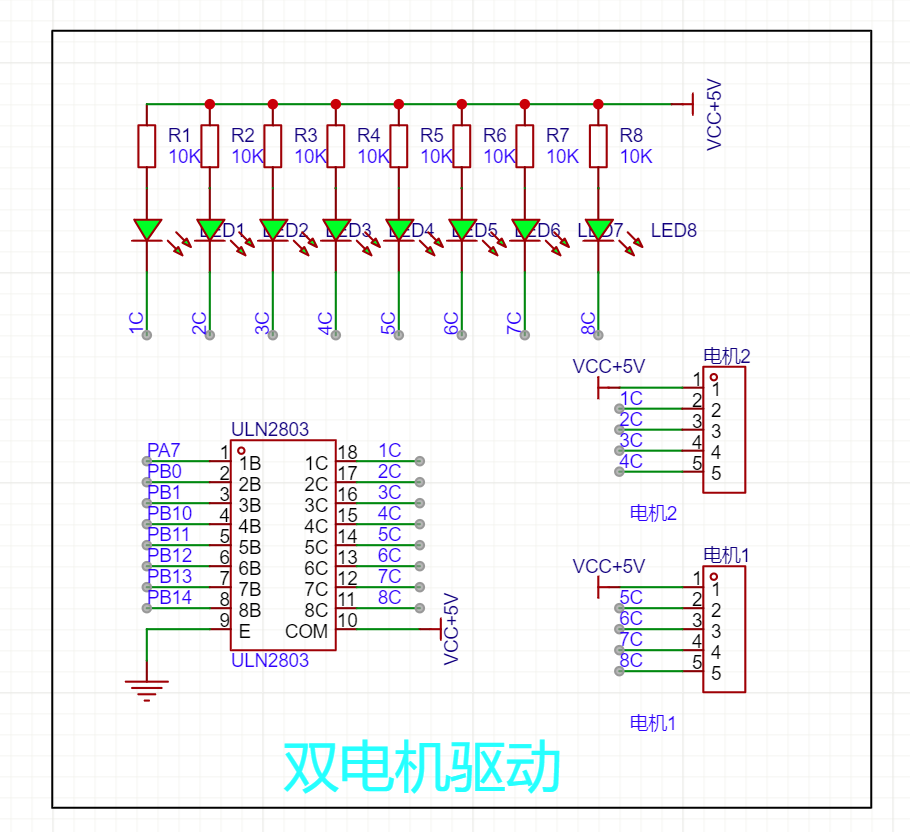 VCC+5V
R1 R2 R3 R4 R5 R6 R7 R8
10K 10K 10K 10K 10K 10K 10K 10K
LED1 LED2 LED3 LED4 LED5 LED6 LED7 LED8
1C 2C 3C 4C 5C 6C 7C 8C
电机2
VCC+5V
1 1
1C 2 2
2C 3 3
3C 4 4
4C 5 5
电机2
ULN2803
PA7 1 1B 1C 18 1C
PB0 2 2B 2C 17 2C
PB1 3 3B 3C 16 3C
PB10 4 4B 4C 15 4C
PB11 5 5B 5C 14 5C
PB12 6 6B 6C 13 6C
PB13 7 7B 7C 12 7C
PB14 8 8B 8C 11 8C
9 E COM 10 VCC+5V
ULN2803
电机1
VCC+5V
1 1
5C 2 2
6C 3 3
7C 4 4
8C 5 5
电机1
双电机驱动